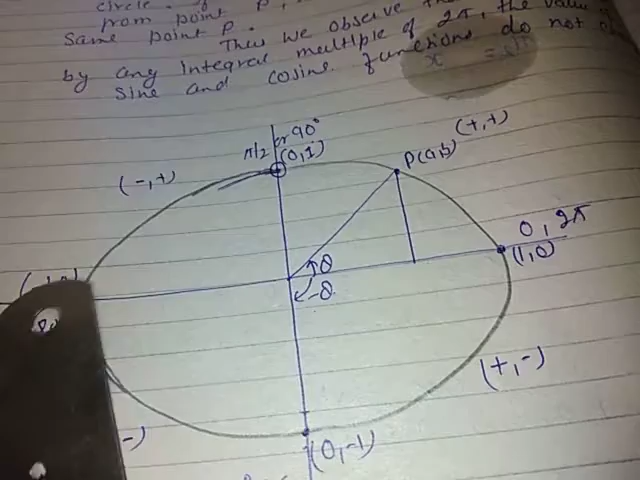 circle.
from point P,
same point P.
Thus we observe
by any integral multiple of 2π, the value
sine and cosine functions do not
x =
π/2 or 90°
(0,1)
(+,+)
P(a,b)
(-,+)
0, 2π
(1,0)
θ
-θ
(+,-)
-)
(0,-1)